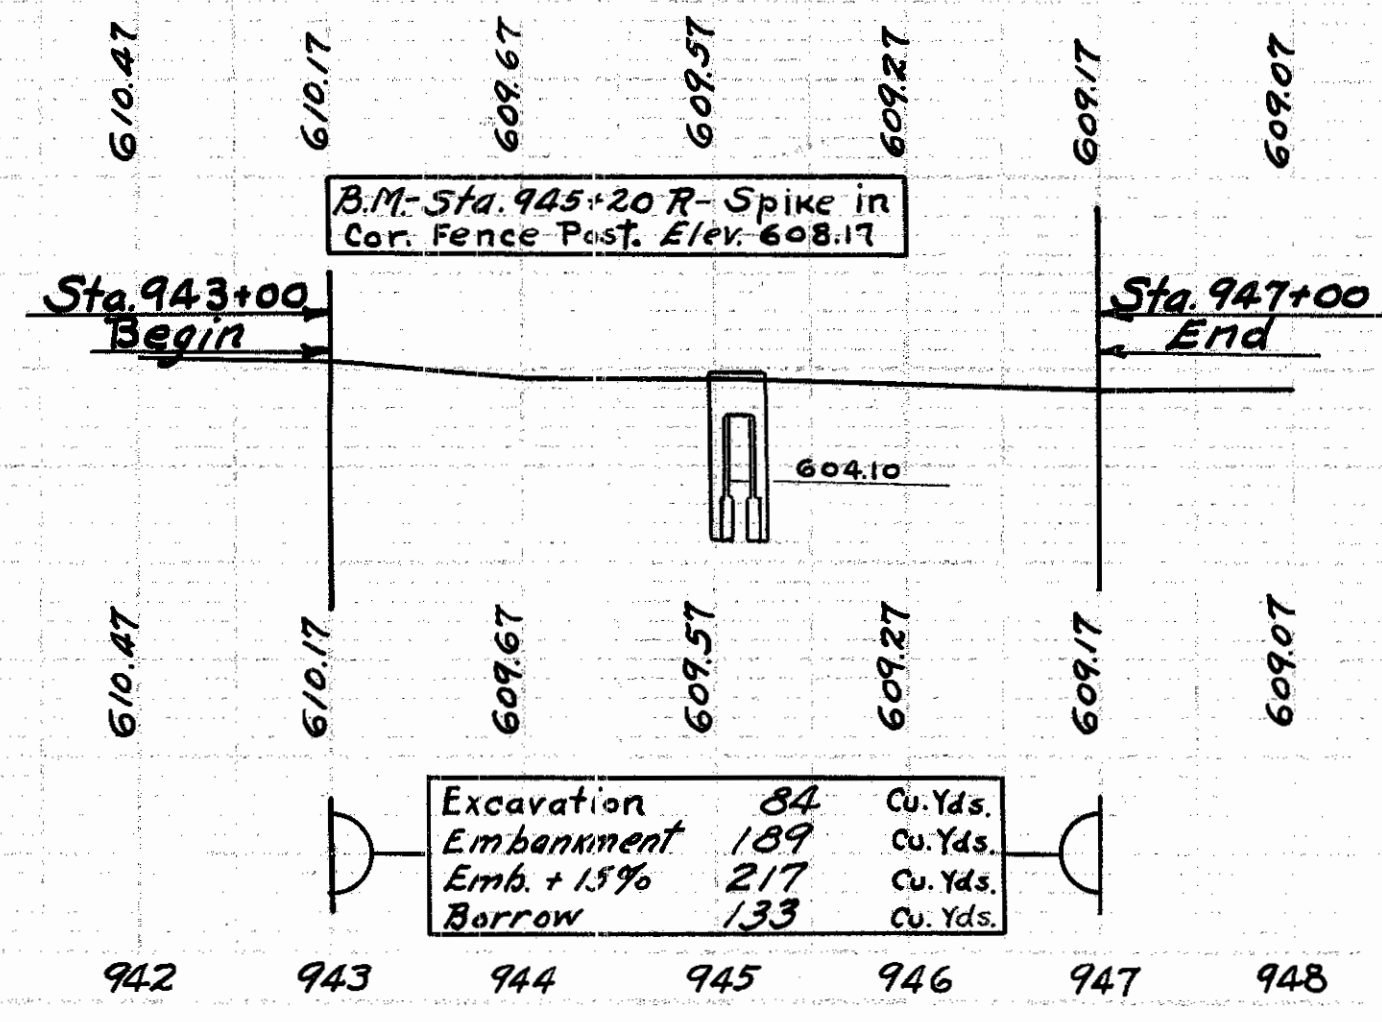 610.47 610.17 609.67 609.57 609.27 609.17 609.07
B.M.-Sta. 945+20 R- Spike in
Cor. Fence Post. Elev. 608.17
Sta. 943+00
Begin
Sta. 947+00
End
604.10
610.47 610.17 609.67 609.57 609.27 609.17 609.07
Excavation 84 Cu. Yds.
Embankment 189 Cu. Yds.
Emb. + 15% 217 Cu. Yds.
Borrow 133 Cu. Yds.
942 943 944 945 946 947 948